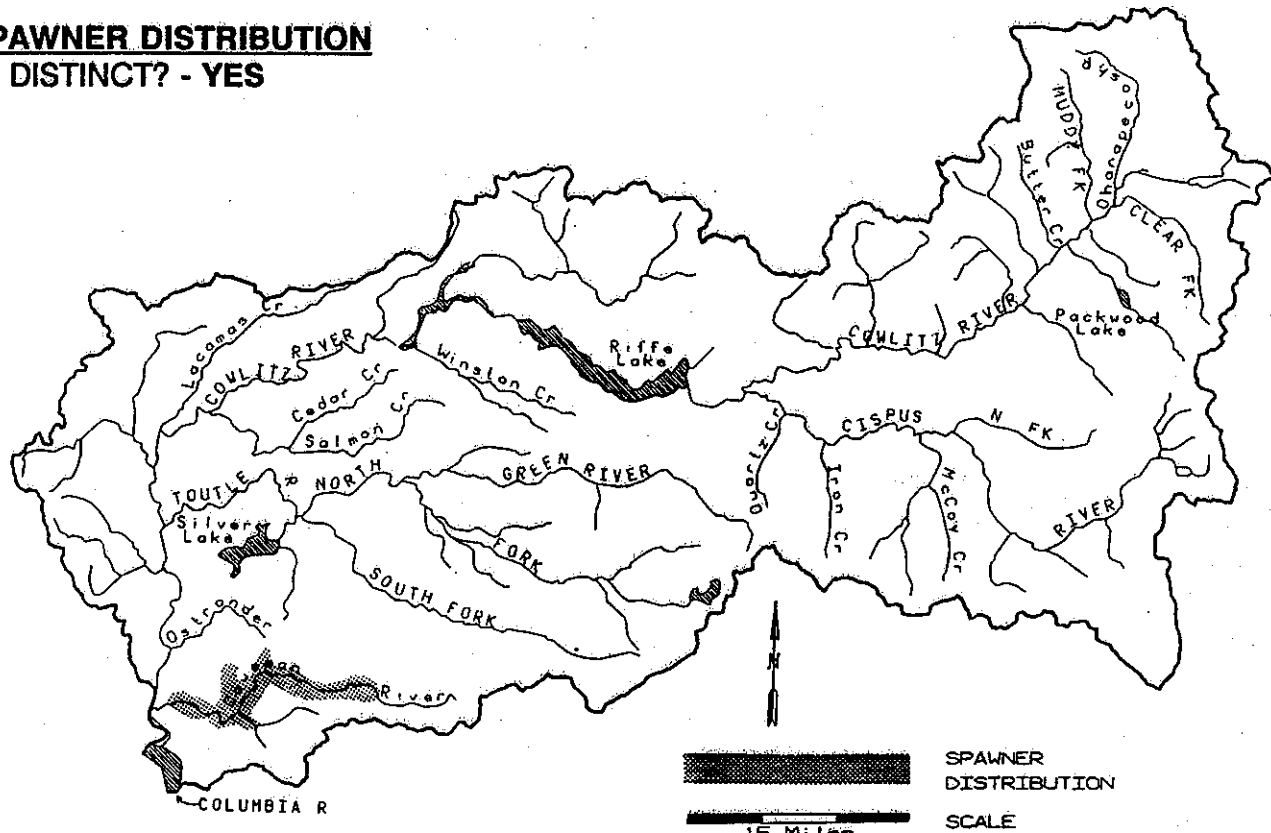 PAWNER DISTRIBUTION
DISTINCT? - YES
Ohanapecosh R
MUDDY FK
Butter Cr
CLEAR FK
Packwood Lake
COWLITZ RIVER
Riffe Lake
Lacamas Cr.
COWLITZ RIVER
Winston Cr
Cedar Cr
Salmon Cr
CISPUS
N FK
RIVER
Quartz Cr
Iron Cr
McCoy Cr
TOUTLE R
NORTH
FORK
GREEN RIVER
Silver Lake
SOUTH FORK
Ostrander
River
N
COLUMBIA R
SPAWNER
DISTRIBUTION
SCALE
15 Miles